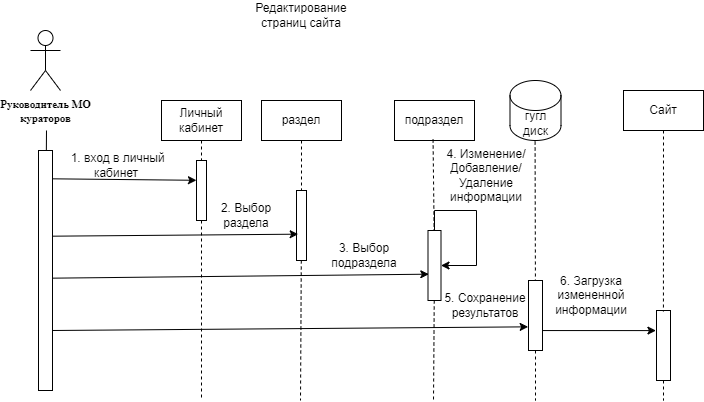 Редактирование
страниц сайта
Руководитель МО
кураторов
Личный
кабинет
раздел
подраздел
гугл
диск
Сайт
1. вход в личный
кабинет
2. Выбор
раздела
3. Выбор
подраздела
4. Изменение/
Добавление/
Удаление
информации
5. Сохранение
результатов
6. Загрузка
измененной
информации